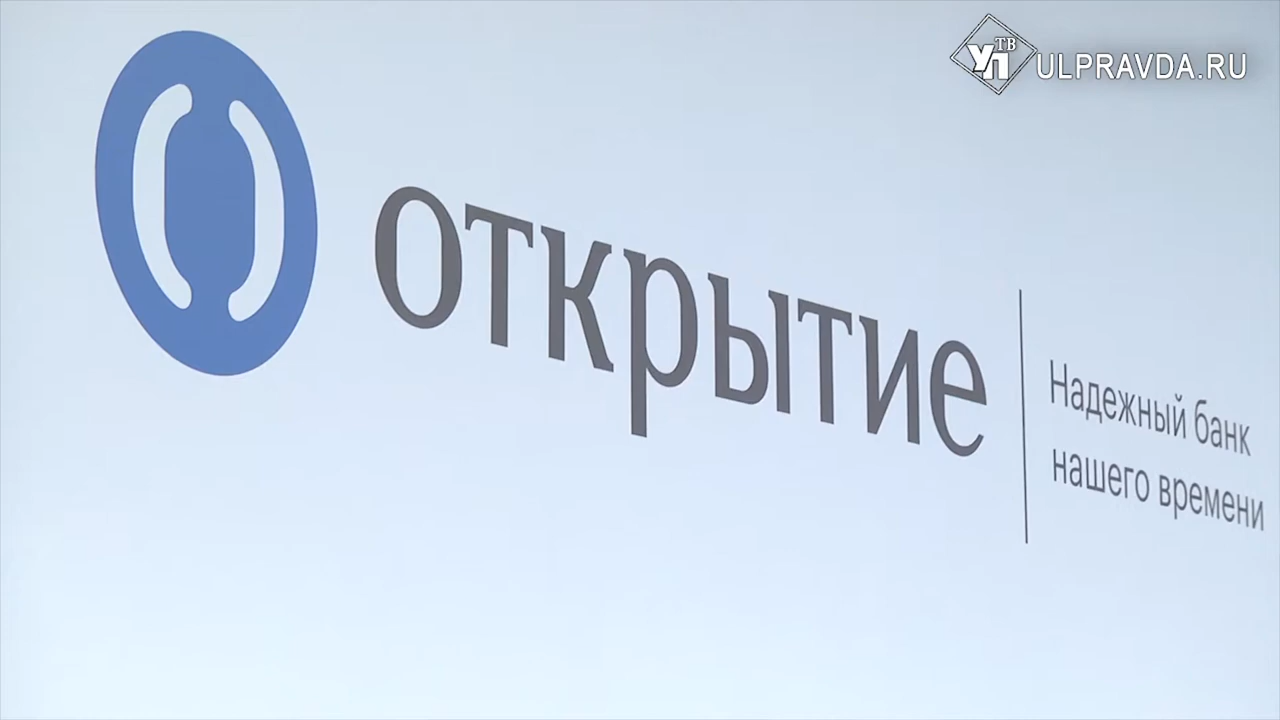 УП ТВ
ULPRAVDA.RU
открытие
Надежный банк
нашего времени